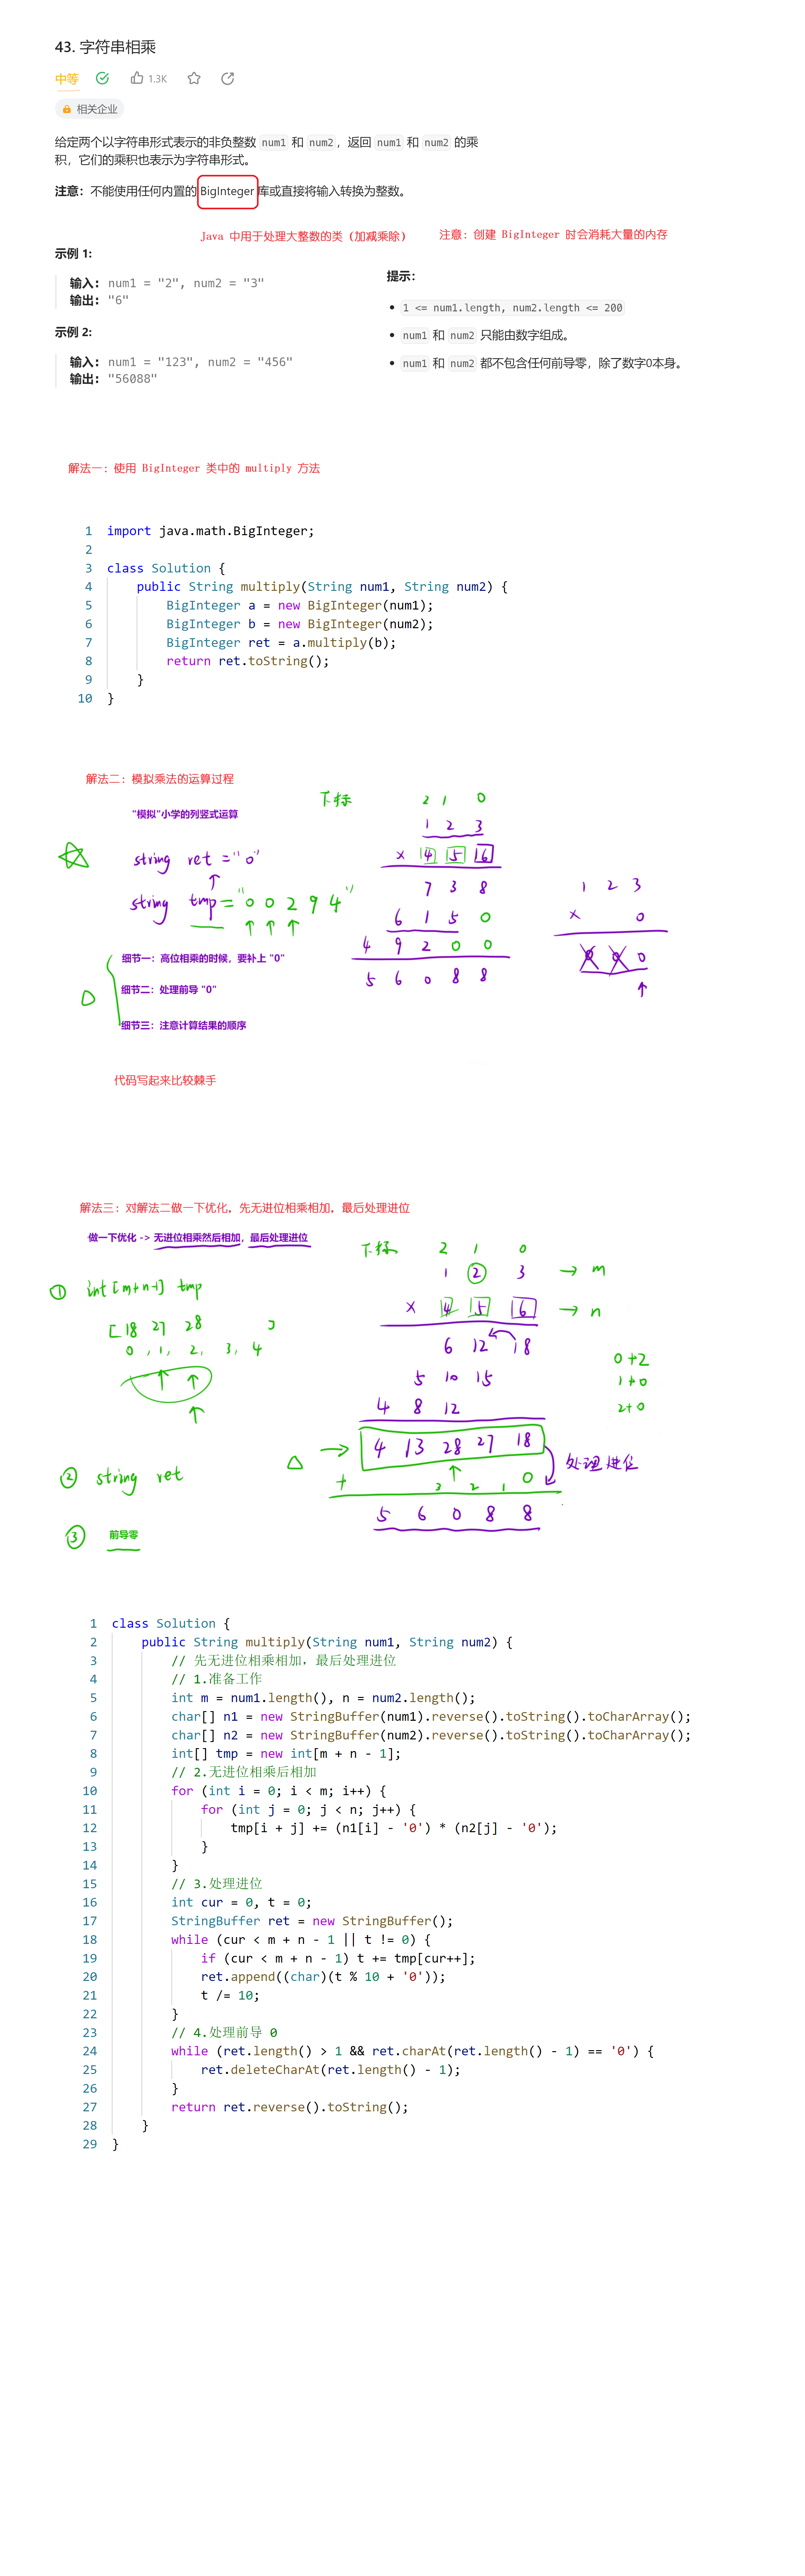 43. 字符串相乘
中等 1.3K
相关企业
给定两个以字符串形式表示的非负整数 num1 和 num2，返回 num1 和 num2 的乘
积，它们的乘积也表示为字符串形式。
注意：不能使用任何内置的 BigInteger 库或直接将输入转换为整数。
Java 中用于处理大整数的类（加减乘除）
注意：创建 BigInteger 时会消耗大量的内存
示例 1:
输入: num1 = "2", num2 = "3"
输出: "6"
示例 2:
输入: num1 = "123", num2 = "456"
输出: "56088"
提示：
• 1 <= num1.length, num2.length <= 200
• num1 和 num2 只能由数字组成。
• num1 和 num2 都不包含任何前导零，除了数字0本身。
解法一：使用 BigInteger 类中的 multiply 方法
1 import java.math.BigInteger;
2
3 class Solution {
4     public String multiply(String num1, String num2) {
5         BigInteger a = new BigInteger(num1);
6         BigInteger b = new BigInteger(num2);
7         BigInteger ret = a.multiply(b);
8         return ret.toString();
9     }
10 }
解法二：模拟乘法的运算过程
"模拟"小学的列竖式运算
string ret = "0"
string tmp = "0 0 2 9 4"
细节一：高位相乘的时候，要补上 "0"
细节二：处理前导 "0"
细节三：注意计算结果的顺序
下标 2 1 0
1 2 3
× 4 5 6
7 3 8
6 1 5 0
4 9 2 0 0
5 6 0 8 8
1 2 3
× 0
0 0 0
代码写起来比较棘手
解法三：对解法二做一下优化，先无进位相乘相加，最后处理进位
做一下优化 -> 无进位相乘然后相加，最后处理进位
① int[m+n-1] tmp
[18 27 28 ]
0, 1, 2, 3, 4
② string ret
③ 前导零
下标 2 1 0
1 2 3 → m
× 4 5 6 → n
6 12 18
5 10 15
4 8 12
4 13 28 27 18
+ 3 2 1 0
5 6 0 8 8
处理进位
0+2
1+0
2+0
1 class Solution {
2     public String multiply(String num1, String num2) {
3         // 先无进位相乘相加，最后处理进位
4         // 1.准备工作
5         int m = num1.length(), n = num2.length();
6         char[] n1 = new StringBuffer(num1).reverse().toString().toCharArray();
7         char[] n2 = new StringBuffer(num2).reverse().toString().toCharArray();
8         int[] tmp = new int[m + n - 1];
9         // 2.无进位相乘后相加
10         for (int i = 0; i < m; i++) {
11             for (int j = 0; j < n; j++) {
12                 tmp[i + j] += (n1[i] - '0') * (n2[j] - '0');
13             }
14         }
15         // 3.处理进位
16         int cur = 0, t = 0;
17         StringBuffer ret = new StringBuffer();
18         while (cur < m + n - 1 || t != 0) {
19             if (cur < m + n - 1) t += tmp[cur++];
20             ret.append((char)(t % 10 + '0'));
21             t /= 10;
22         }
23         // 4.处理前导 0
24         while (ret.length() > 1 && ret.charAt(ret.length() - 1) == '0') {
25             ret.deleteCharAt(ret.length() - 1);
26         }
27         return ret.reverse().toString();
28     }
29 }